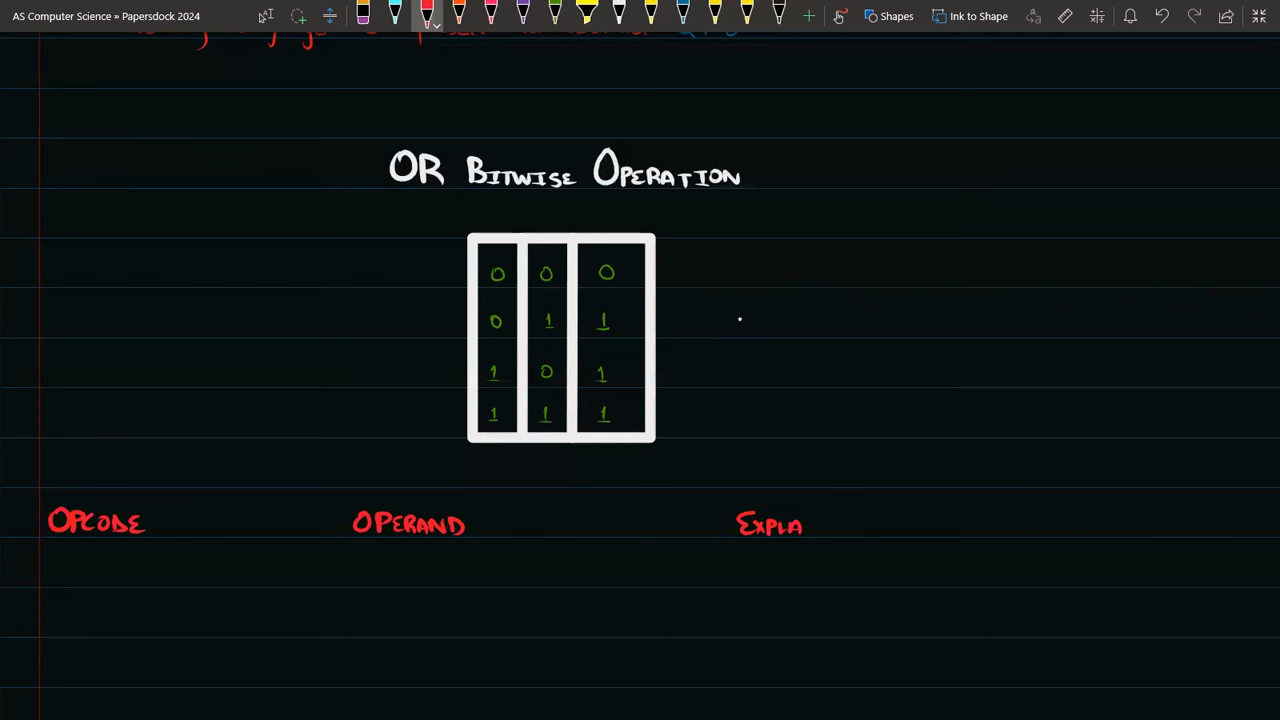 AS Computer Science » Papersdock 2024
Shapes
Ink to Shape
OR BITWISE OPERATION
0 0 0
0 1 1
1 0 1
1 1 1
OPCODE OPERAND EXPLA